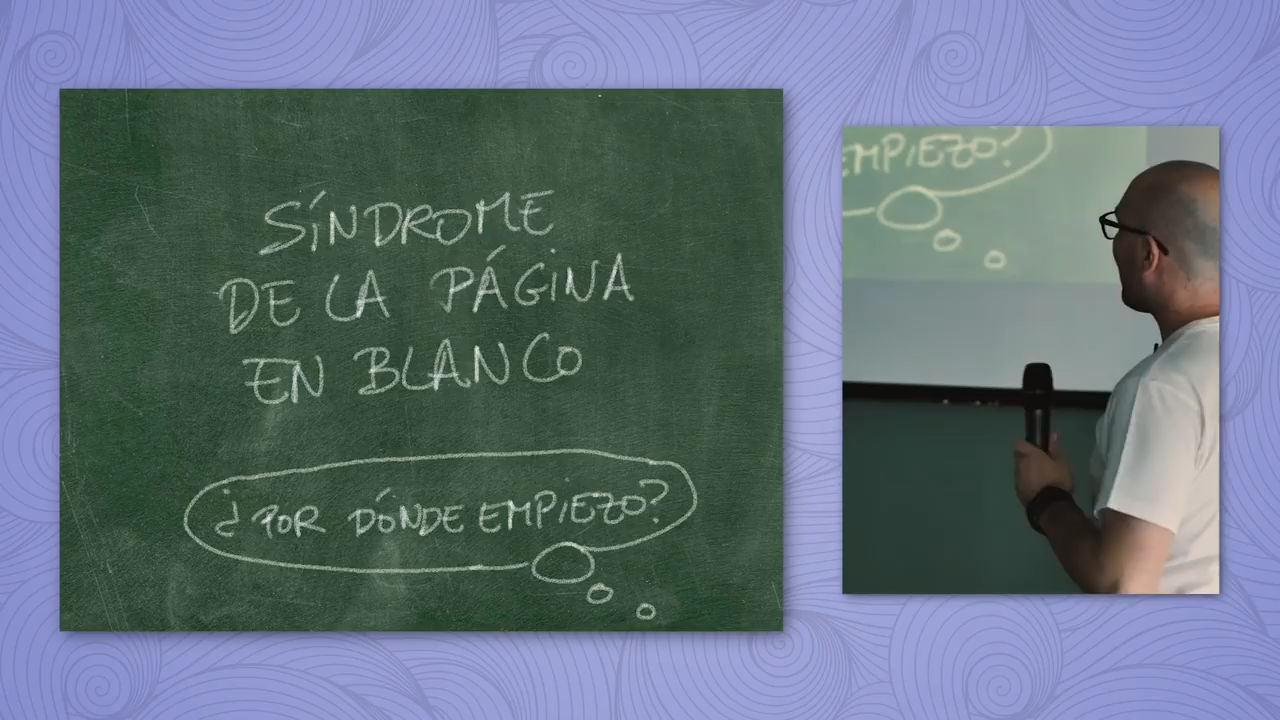 SÍNDROME
DE LA PÁGINA
EN BLANCO
¿POR DÓNDE EMPIEZO?
EMPIEZO?